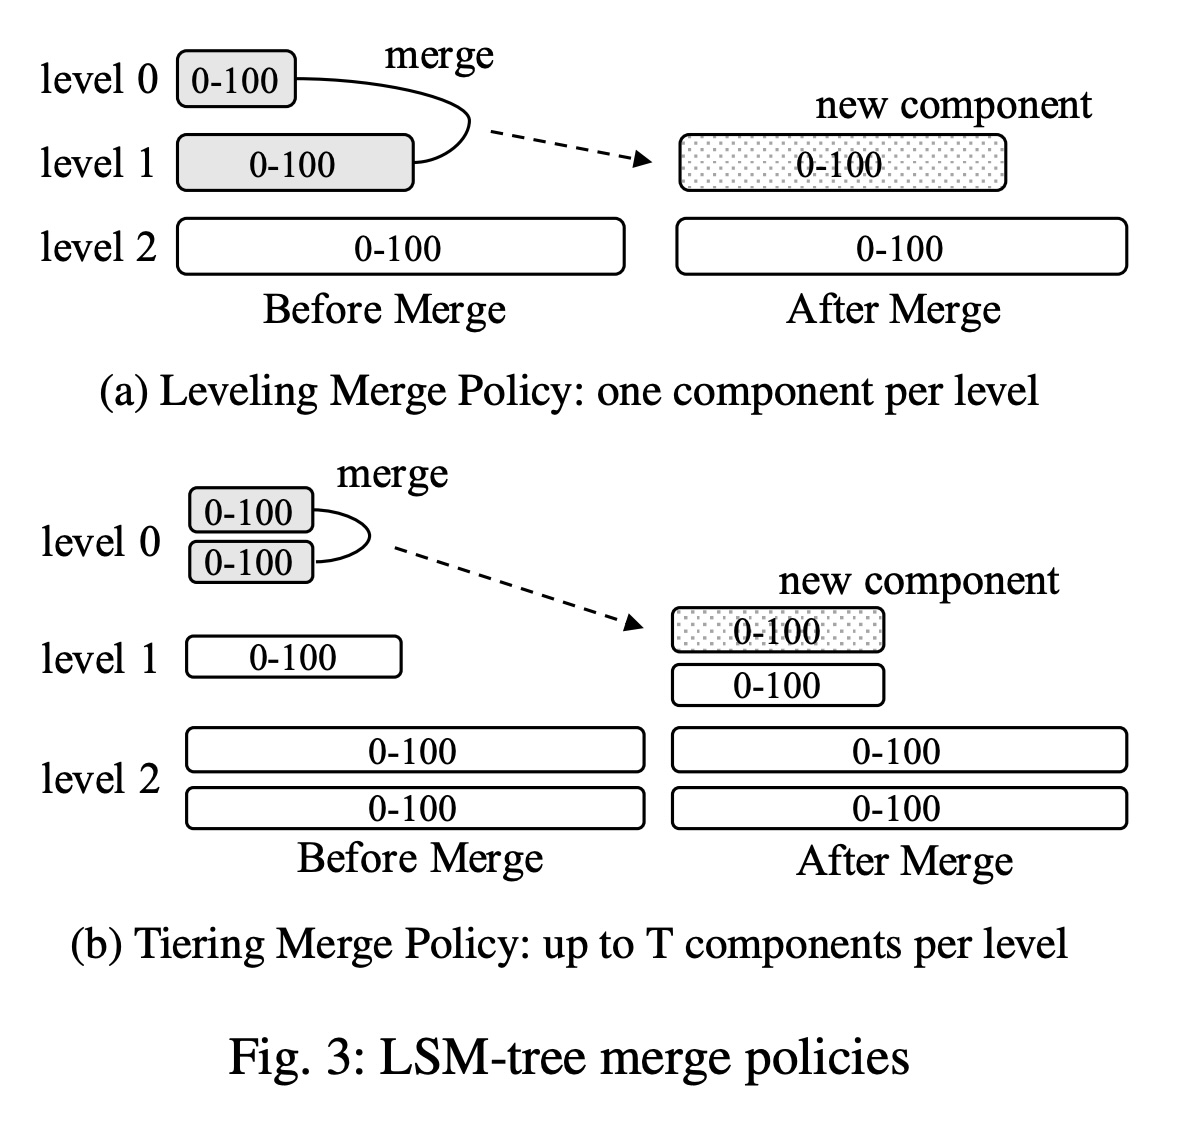 merge
level 0 0-100
new component
level 1 0-100 0-100
level 2 0-100 0-100
Before Merge After Merge
(a) Leveling Merge Policy: one component per level
merge
0-100
level 0
0-100
new component
0-100
level 1 0-100
0-100
0-100 0-100
level 2
0-100 0-100
Before Merge After Merge
(b) Tiering Merge Policy: up to T components per level
Fig. 3: LSM-tree merge policies